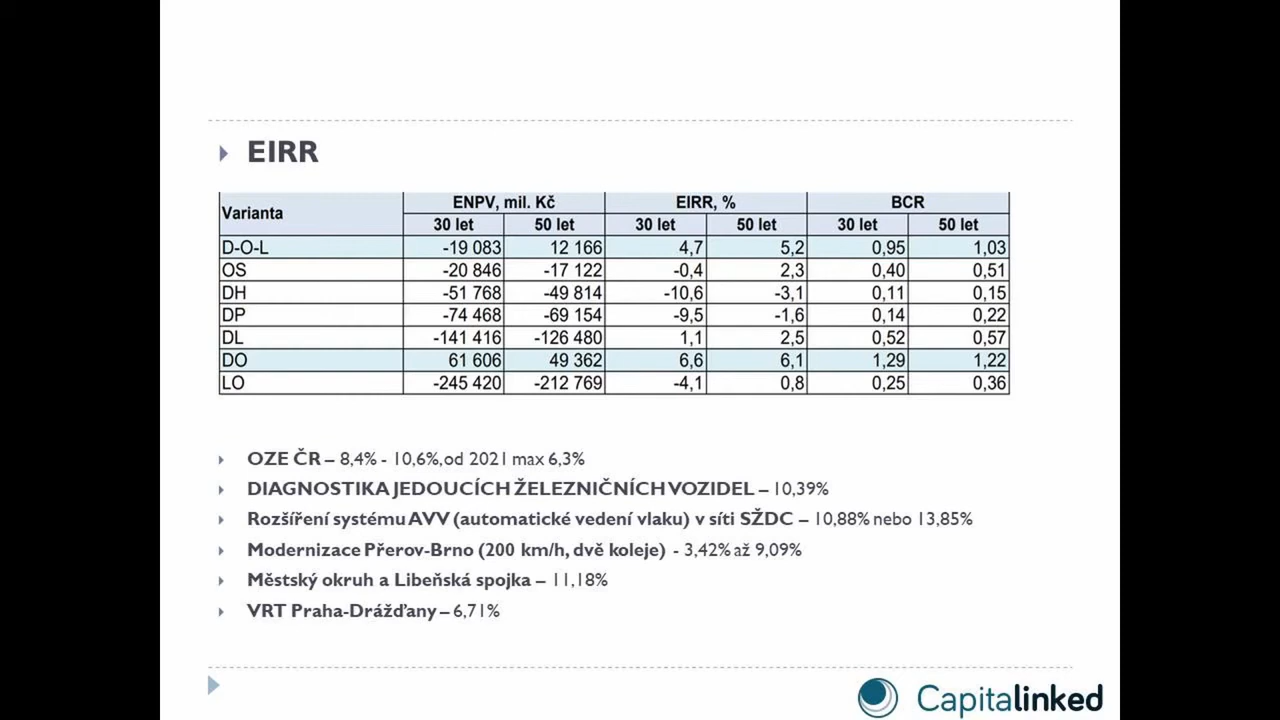 EIRR
Varianta ENPV, mil. Kč EIRR, % BCR
30 let 50 let 30 let 50 let 30 let 50 let
D-O-L -19 083 12 166 4,7 5,2 0,95 1,03
OS -20 846 -17 122 -0,4 2,3 0,40 0,51
DH -51 768 -49 814 -10,6 -3,1 0,11 0,15
DP -74 468 -69 154 -9,5 -1,6 0,14 0,22
DL -141 416 -126 480 1,1 2,5 0,52 0,57
DO 61 606 49 362 6,6 6,1 1,29 1,22
LO -245 420 -212 769 -4,1 0,8 0,25 0,36
OZE ČR – 8,4% - 10,6%,od 2021 max 6,3%
DIAGNOSTIKA JEDOUCÍCH ŽELEZNIČNÍCH VOZIDEL – 10,39%
Rozšíření systému AVV (automatické vedení vlaku) v síti SŽDC – 10,88% nebo 13,85%
Modernizace Přerov-Brno (200 km/h, dvě koleje) - 3,42% až 9,09%
Městský okruh a Libeňská spojka – 11,18%
VRT Praha-Drážďany – 6,71%
Capitalinked